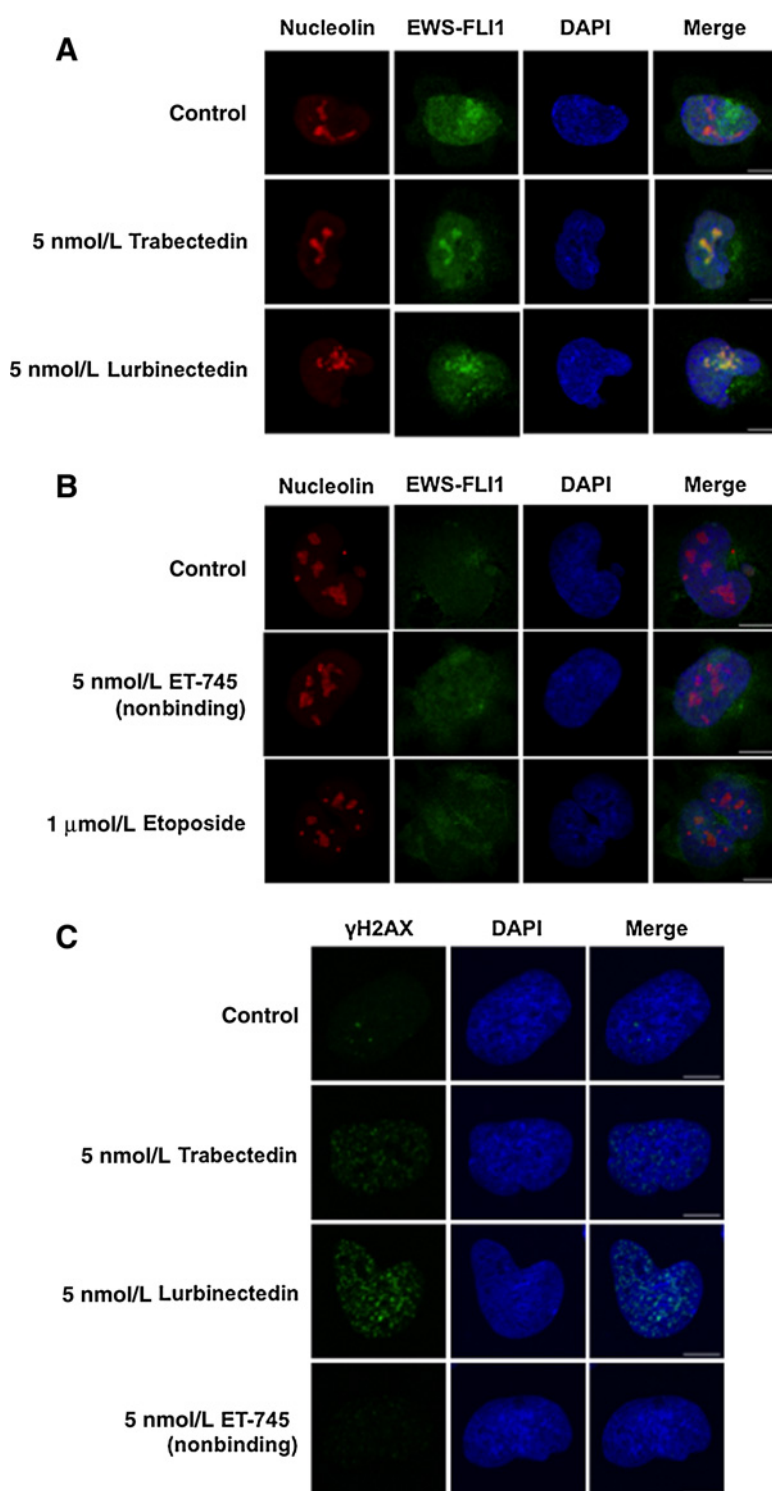 A
Nucleolin EWS-FLI1 DAPI Merge
Control
5 nmol/L Trabectedin
5 nmol/L Lurbinectedin
B
Nucleolin EWS-FLI1 DAPI Merge
Control
5 nmol/L ET-745
(nonbinding)
1 μmol/L Etoposide
C
γH2AX DAPI Merge
Control
5 nmol/L Trabectedin
5 nmol/L Lurbinectedin
5 nmol/L ET-745
(nonbinding)